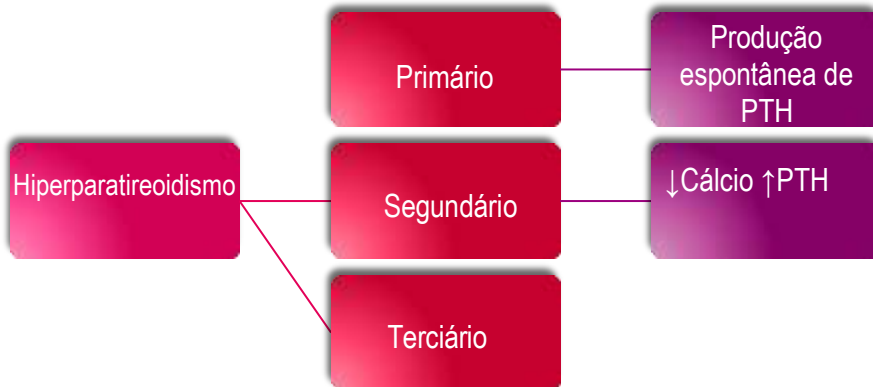 Primário
Produção
espontânea de
PTH
Hiperparatireoidismo
Segundário
↓Cálcio ↑PTH
Terciário